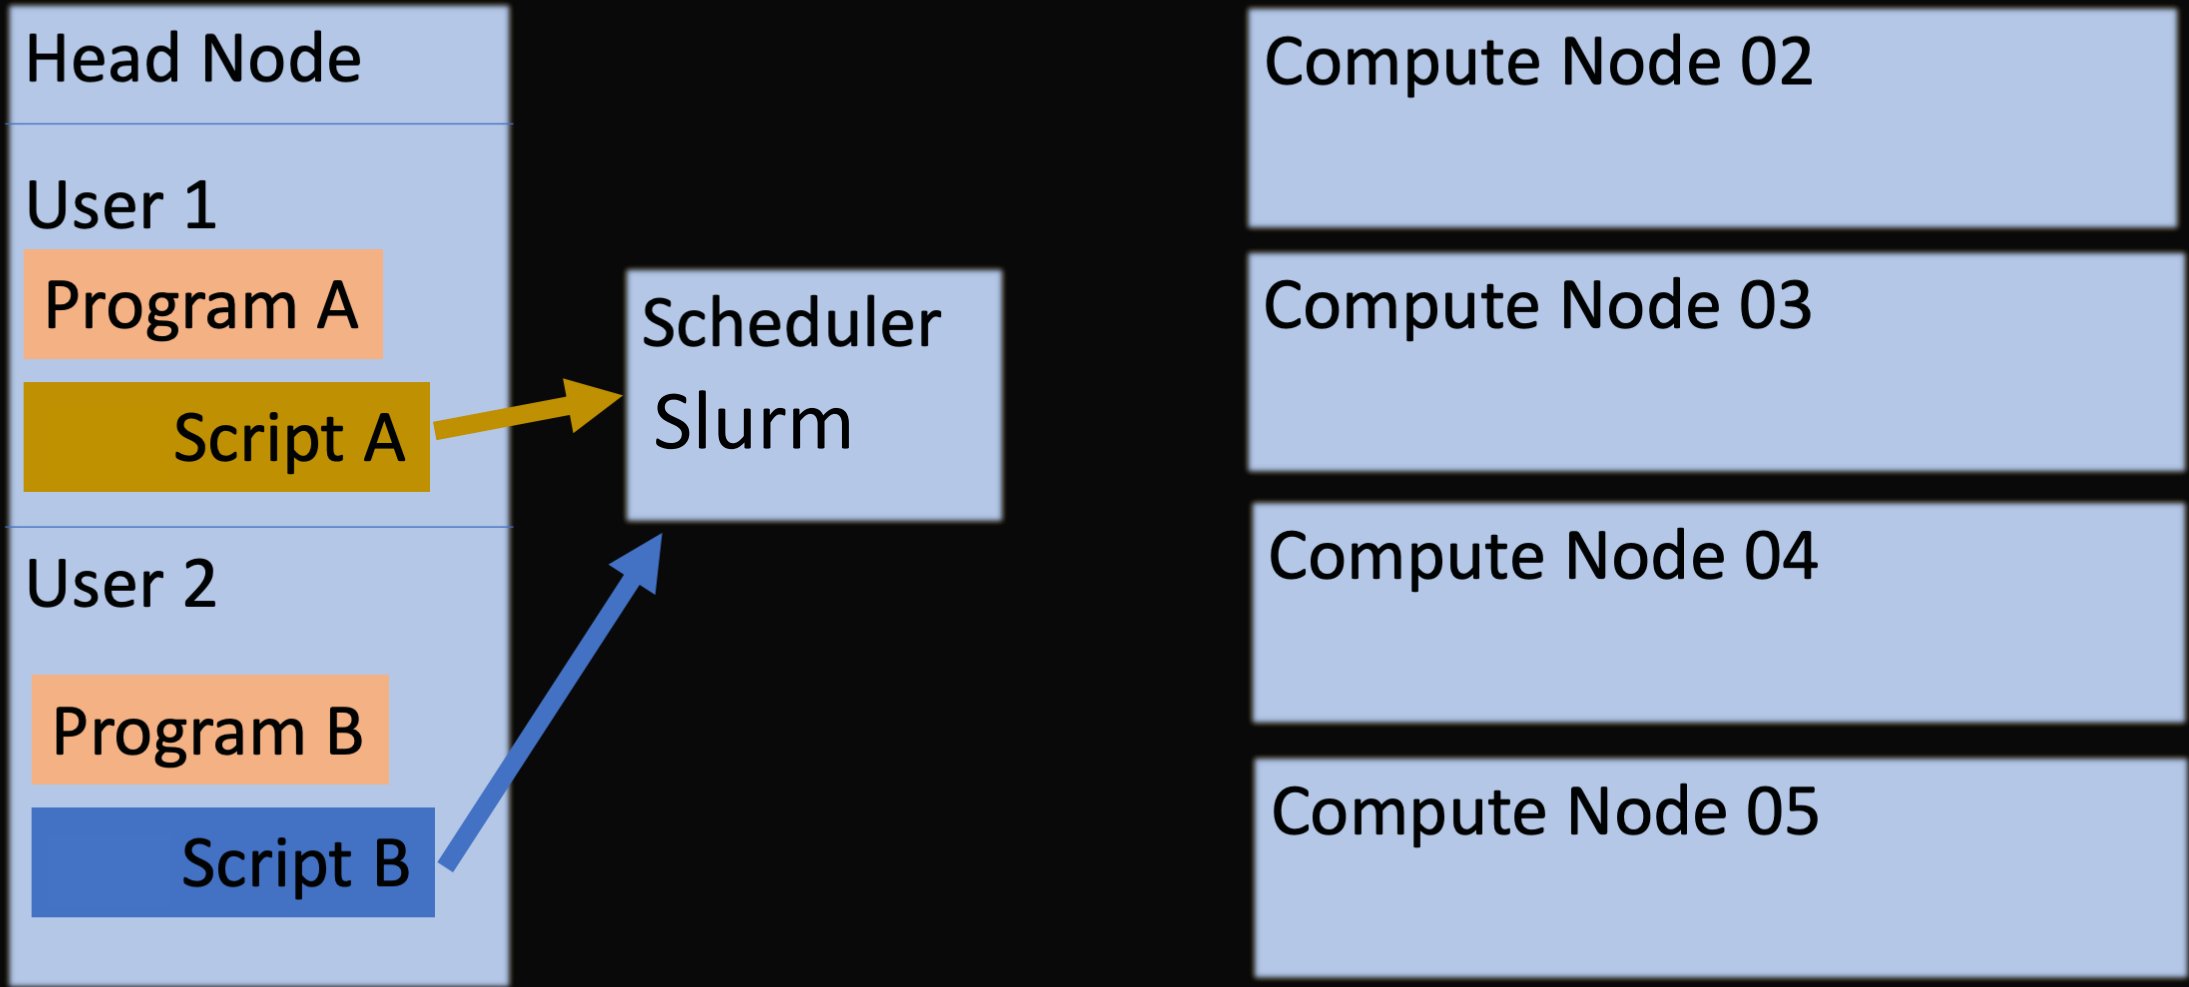 Head Node
User 1
Program A
Script A
User 2
Program B
Script B
Scheduler
Slurm
Compute Node 02
Compute Node 03
Compute Node 04
Compute Node 05